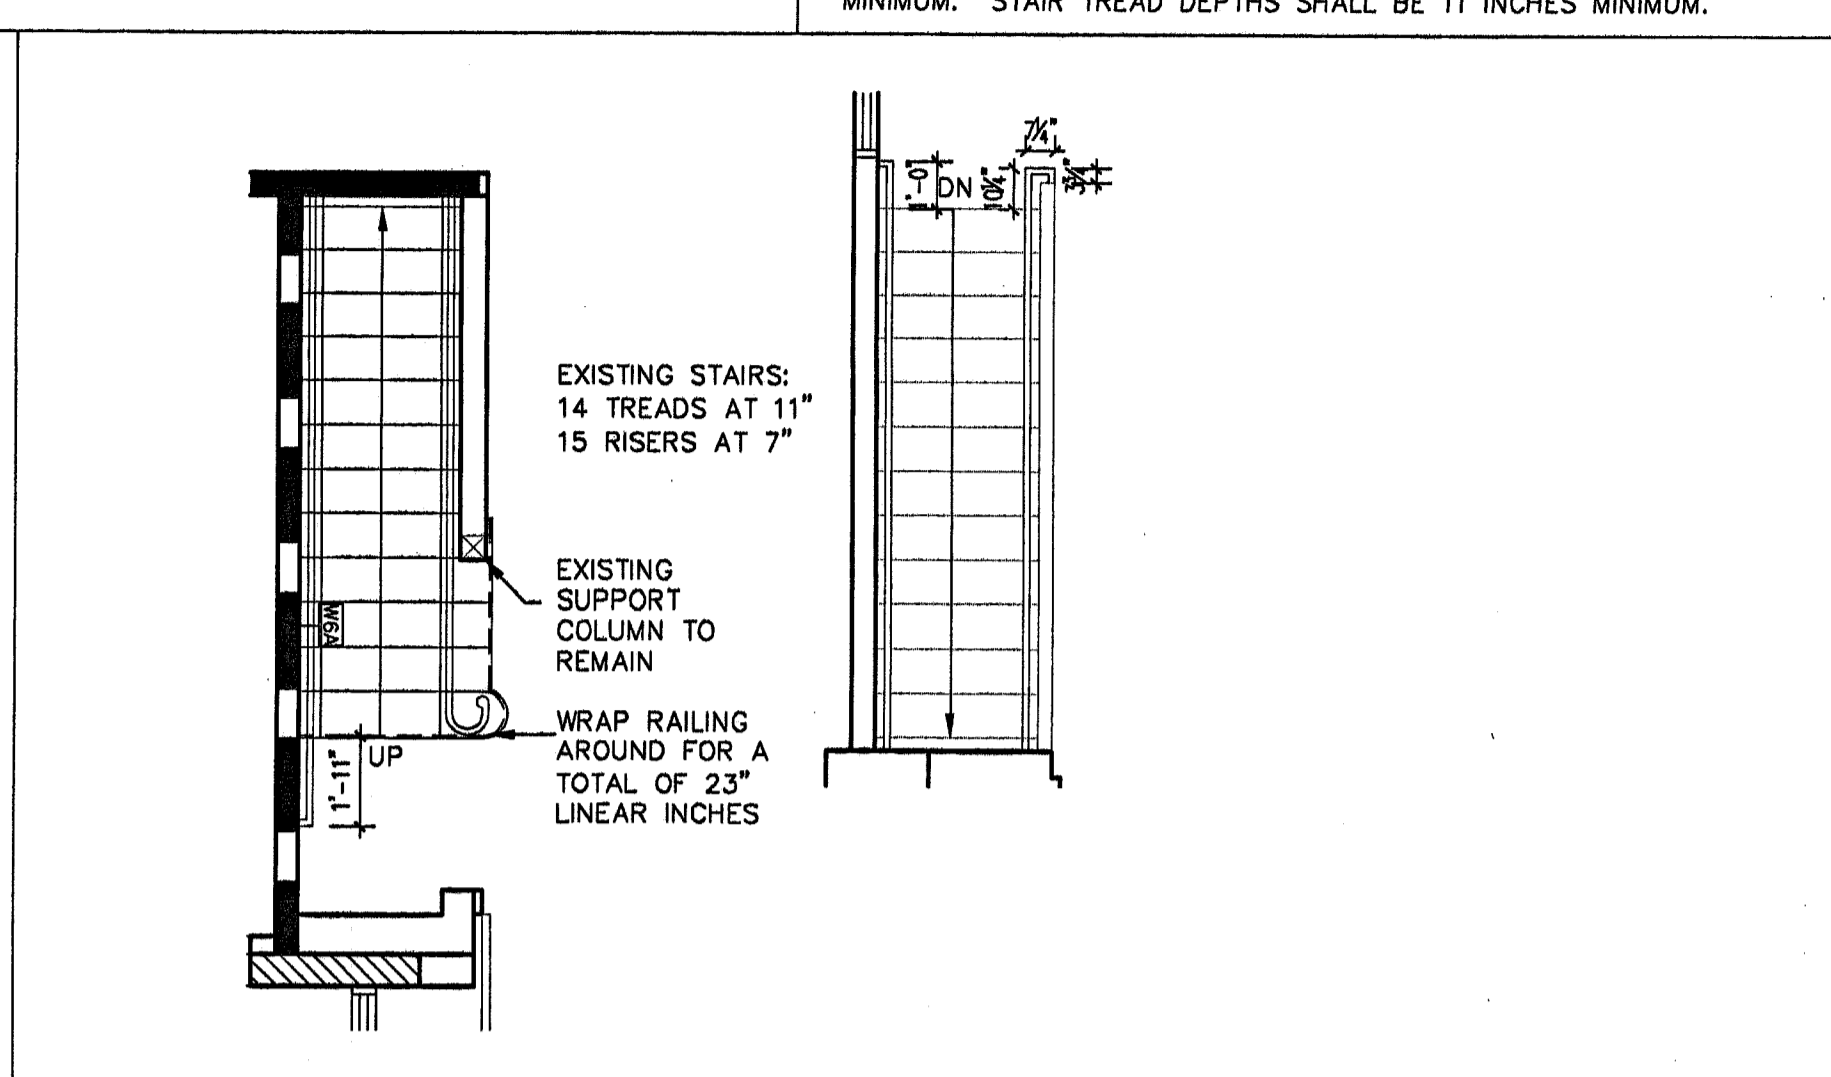 MINIMUM. STAIR TREAD DEPTHS SHALL BE 11 INCHES MINIMUM.
7¼"
1'-0"
DN
10¼"
3¾"
EXISTING STAIRS:
14 TREADS AT 11"
15 RISERS AT 7"
EXISTING
SUPPORT
COLUMN TO
REMAIN
W6A
WRAP RAILING
AROUND FOR A
TOTAL OF 23"
LINEAR INCHES
UP
1'-11"